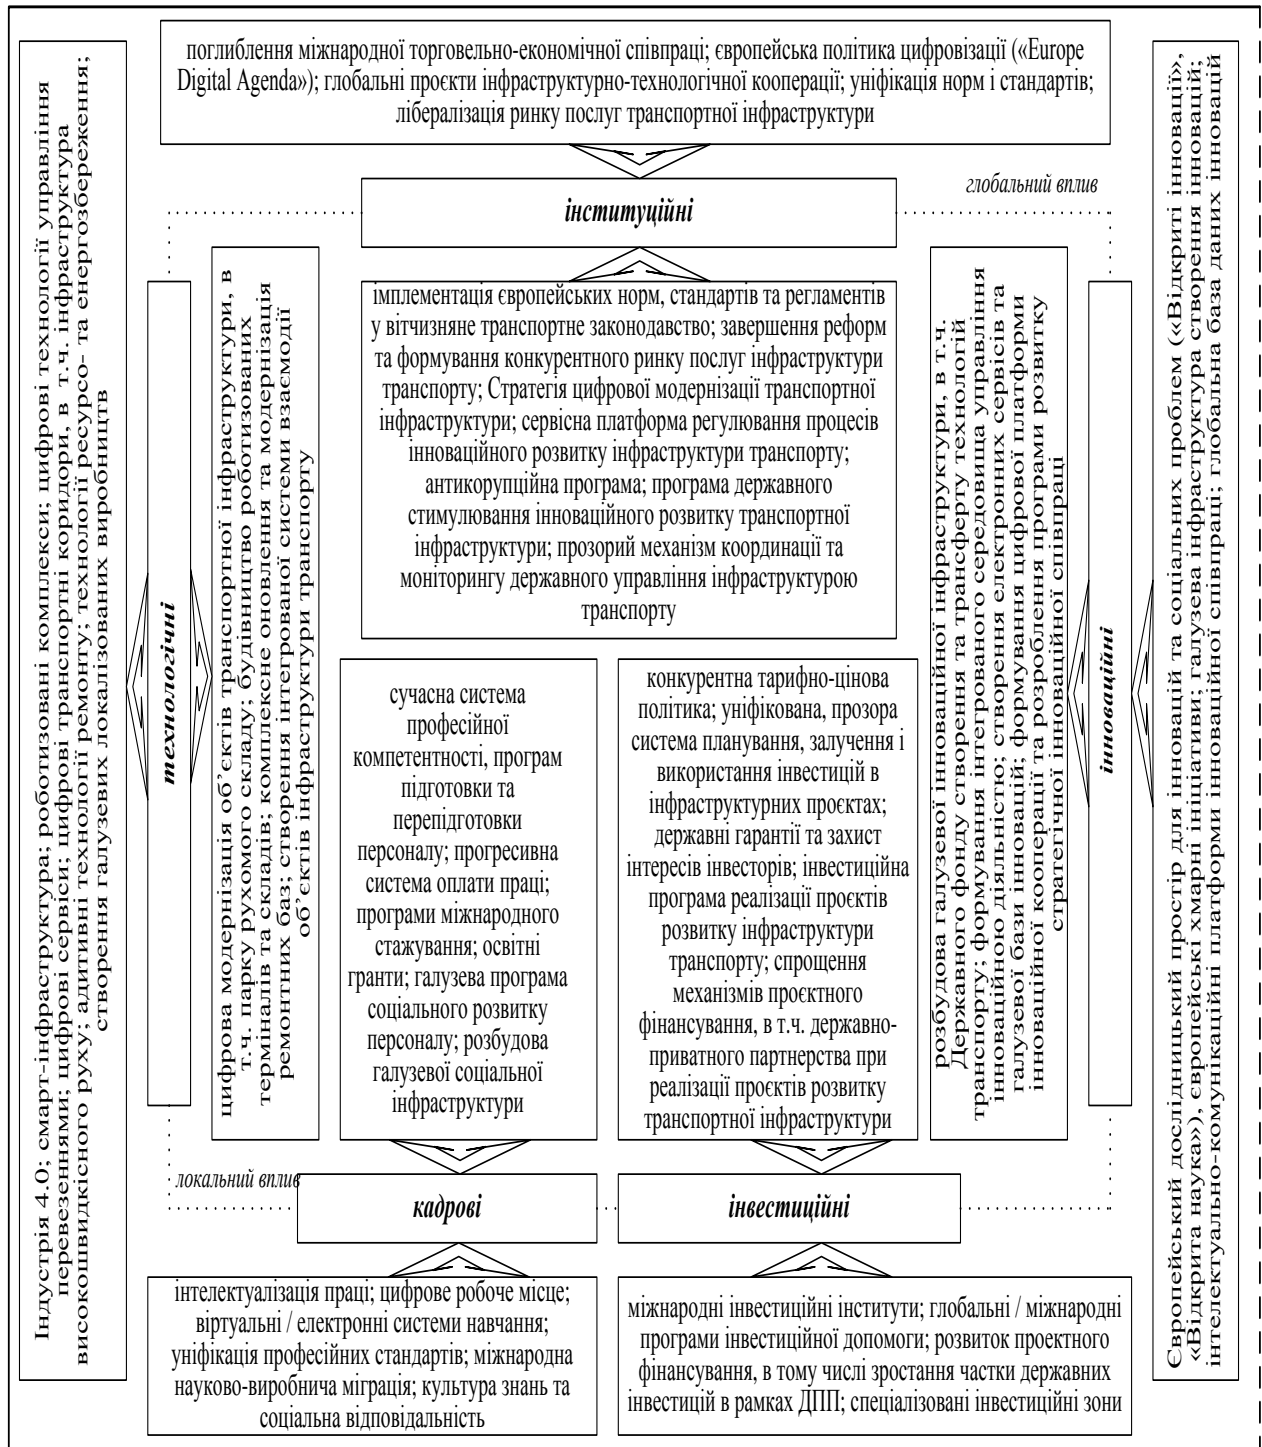 поглиблення міжнародної торговельно-економічної співпраці; європейська політика цифровізації («Europe
Digital Agenda»); глобальні проєкти інфраструктурно-технологічної кооперації; уніфікація норм і стандартів;
лібералізація ринку послуг транспортної інфраструктури
глобальний вплив
інституційні
імплементація європейських норм, стандартів та регламентів
у вітчизняне транспортне законодавство; завершення реформ
та формування конкурентного ринку послуг інфраструктури
транспорту; Стратегія цифрової модернізації транспортної
інфраструктури; сервісна платформа регулювання процесів
інноваційного розвитку інфраструктури транспорту;
антикорупційна програма; програма державного
стимулювання інноваційного розвитку транспортної
інфраструктури; прозорий механізм координації та
моніторингу державного управління інфраструктурою
транспорту
Індустрія 4.0; смарт-інфраструктура; роботизовані комплекси; цифрові технології управління
перевезеннями; цифрові сервіси; цифрові транспортні коридори, в т.ч. інфраструктура
високошвидкісного руху; адитивні технології ремонту; технології ресурсо- та енергозбереження;
створення галузевих локалізованих виробництв
технологічні
цифрова модернізація об’єктів транспортної інфраструктури, в
т.ч. парку рухомого складу; будівництво роботизованих
терміналів та складів; комплексне оновлення та модернізація
ремонтних баз; створення інтегрованої системи взаємодії
об’єктів інфраструктури транспорту
сучасна система
професійної
компетентності, програм
підготовки та
перепідготовки
персоналу; прогресивна
система оплати праці;
програми міжнародного
стажування; освітні
гранти; галузева програма
соціального розвитку
персоналу; розбудова
галузевої соціальної
інфраструктури
конкурентна тарифно-цінова
політика; уніфікована, прозора
система планування, залучення і
використання інвестицій в
інфраструктурних проєктах;
державні гарантії та захист
інтересів інвесторів; інвестиційна
програма реалізації проєктів
розвитку інфраструктури
транспорту; спрощення
механізмів проєктного
фінансування, в т.ч. державно-
приватного партнерства при
реалізації проєктів розвитку
транспортної інфраструктури
розбудова галузевої інноваційної інфраструктури, в т.ч.
Державного фонду створення та трансферту технологій
транспорту; формування інтегрованого середовища управління
інноваційною діяльністю; створення електронних сервісів та
галузевої бази інновацій; формування цифрової платформи
інноваційної кооперації та розроблення програми розвитку
стратегічної інноваційної співпраці
інноваційні
Європейський дослідницький простір для інновацій та соціальних проблем («Відкриті інновації»,
«Відкрита наука»), європейські хмарні ініціативи; галузева інфраструктура створення інновацій;
інтелектуально-комунікаційні платформи інноваційної співпраці; глобальна база даних інновацій
локальний вплив
кадрові
інвестиційні
інтелектуалізація праці; цифрове робоче місце;
віртуальні / електронні системи навчання;
уніфікація професійних стандартів; міжнародна
науково-виробнича міграція; культура знань та
соціальна відповідальність
міжнародні інвестиційні інститути; глобальні / міжнародні
програми інвестиційної допомоги; розвиток проектного
фінансування, в тому числі зростання частки державних
інвестицій в рамках ДПП; спеціалізовані інвестиційні зони